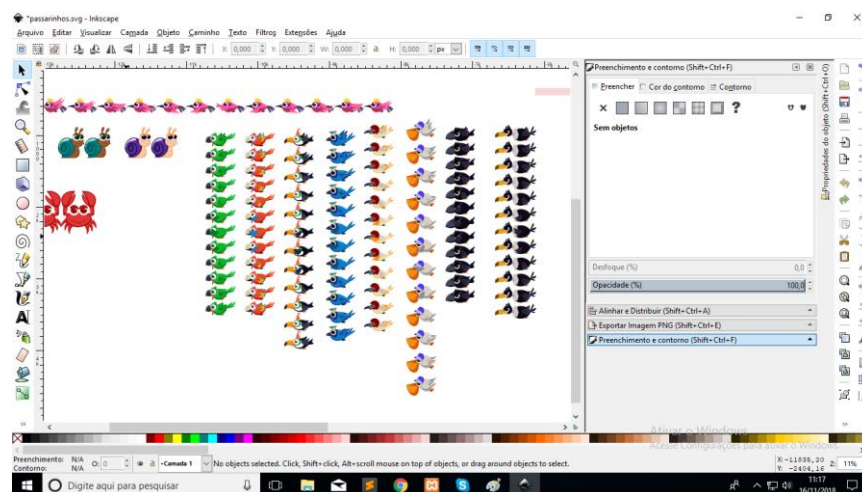 *passarinhos.svg - Inkscape
Arquivo Editar Visualizar Camada Objeto Caminho Texto Filtros Extensões Ajuda
X: 0,000 Y: 0,000 W: 0,000 H: 0,000 px
Preenchimento e contorno (Shift+Ctrl+F)
Preencher Cor do contorno Contorno
Sem objetos
Propriedades do objeto (Shift+Ctrl+O)
Desfoque (%) 0,0
Opacidade (%) 100,0
Alinhar e Distribuir (Shift+Ctrl+A)
Exportar Imagem PNG (Shift+Ctrl+E)
Preenchimento e contorno (Shift+Ctrl+F)
Ativar o Windows
Acesse Configurações para ativar o Windows.
Preenchimento: N/A
Contorno: N/A
O: 0
Camada 1
No objects selected. Click, Shift+click, Alt+scroll mouse on top of objects, or drag around objects to select.
Z: 11%
Digite aqui para pesquisar
11:17
16/11/2018